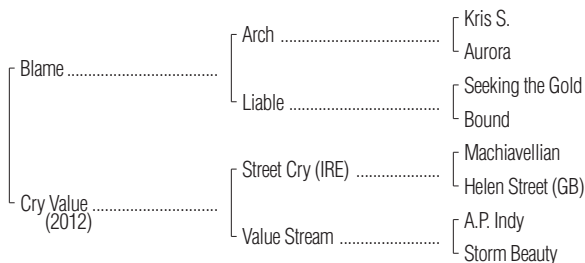 Kris S.
Arch ........................................
Aurora
Blame ......................................
Seeking the Gold
Liable ......................................
Bound
Machiavellian
Street Cry (IRE) .....................
Helen Street (GB)
Cry Value ................................
(2012)
A.P. Indy
Value Stream .........................
Storm Beauty